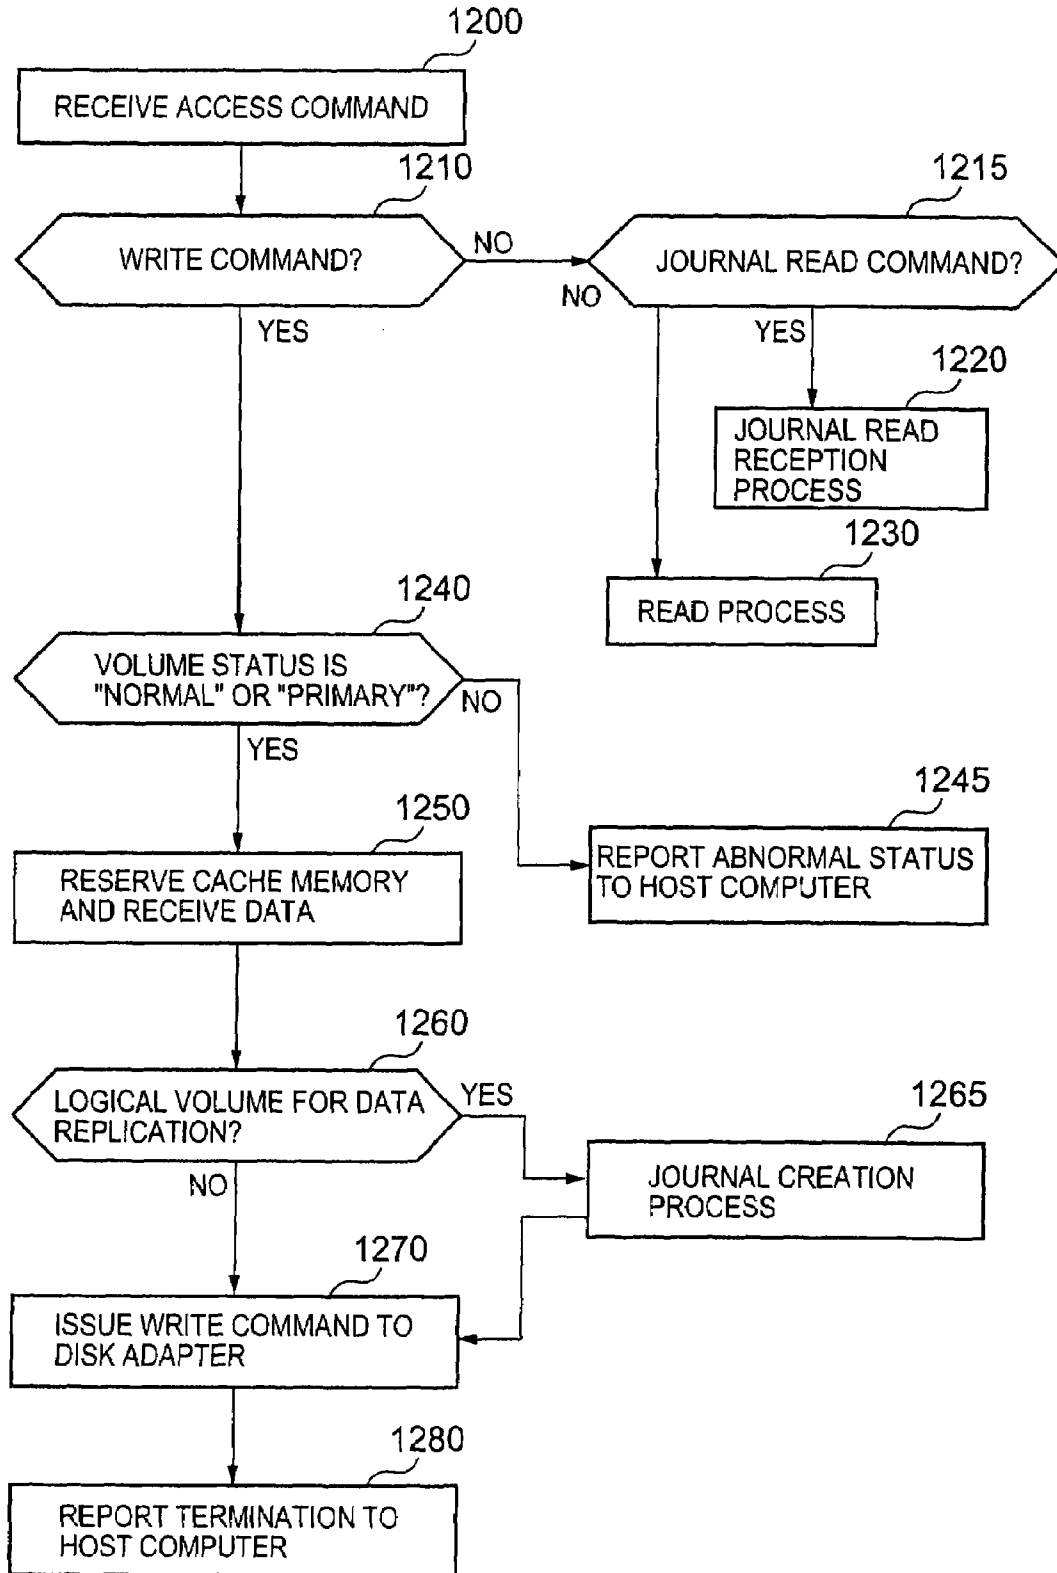 1200
RECEIVE ACCESS COMMAND
1210
WRITE COMMAND?
NO
YES
1215
JOURNAL READ COMMAND?
NO
YES
1220
JOURNAL READ
RECEPTION
PROCESS
1230
READ PROCESS
1240
VOLUME STATUS IS
"NORMAL" OR "PRIMARY"?
NO
YES
1245
REPORT ABNORMAL STATUS
TO HOST COMPUTER
1250
RESERVE CACHE MEMORY
AND RECEIVE DATA
1260
LOGICAL VOLUME FOR DATA
REPLICATION?
YES
NO
1265
JOURNAL CREATION
PROCESS
1270
ISSUE WRITE COMMAND TO
DISK ADAPTER
1280
REPORT TERMINATION TO
HOST COMPUTER